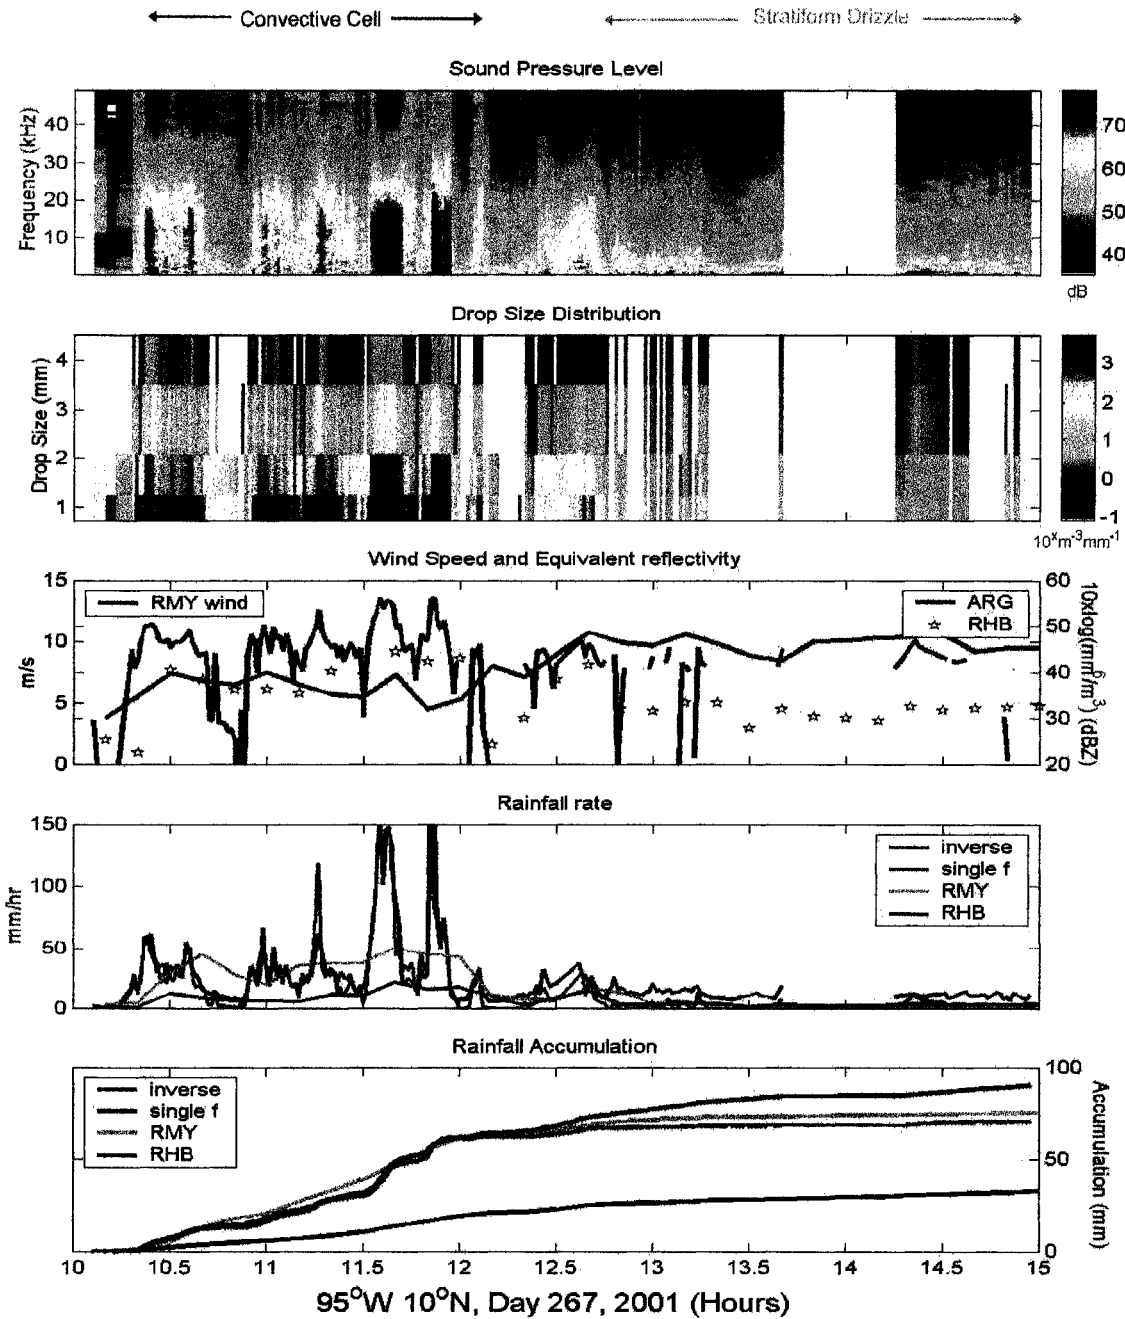 Convective Cell
Stratiform Drizzle
Sound Pressure Level
Frequency (kHz)
40
30
20
10
70
60
50
40
dB
Drop Size Distribution
Drop Size (mm)
4
3
2
1
3
2
1
0
-1
10^x m^-3 mm^-1
Wind Speed and Equivalent reflectivity
m/s
15
10
5
0
RMY wind
ARG
RHB
60
50
40
30
20
10xlog(mm^6/m^3) (dBZ)
Rainfall rate
mm/hr
150
100
50
0
inverse
single f
RMY
RHB
Rainfall Accumulation
inverse
single f
RMY
RHB
100
50
0
Accumulation (mm)
10 10.5 11 11.5 12 12.5 13 13.5 14 14.5 15
95°W 10°N, Day 267, 2001 (Hours)